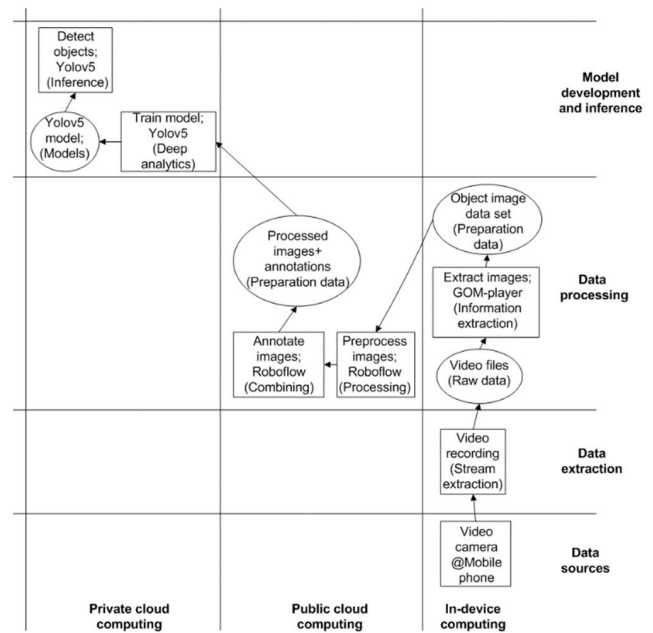 Detect
objects;
Yolov5
(Inference)
Model
development
and inference
Yolov5
model;
(Models)
Train model;
Yolov5
(Deep
analytics)
Object image
data set
(Preparation
data)
Processed
images+
annotations
(Preparation data)
Extract images;
GOM-player
(Information
extraction)
Data
processing
Annotate
images;
Roboflow
(Combining)
Preprocess
images;
Roboflow
(Processing)
Video files
(Raw data)
Video
recording
(Stream
extraction)
Data
extraction
Video
camera
@Mobile
phone
Data
sources
Private cloud
computing
Public cloud
computing
In-device
computing